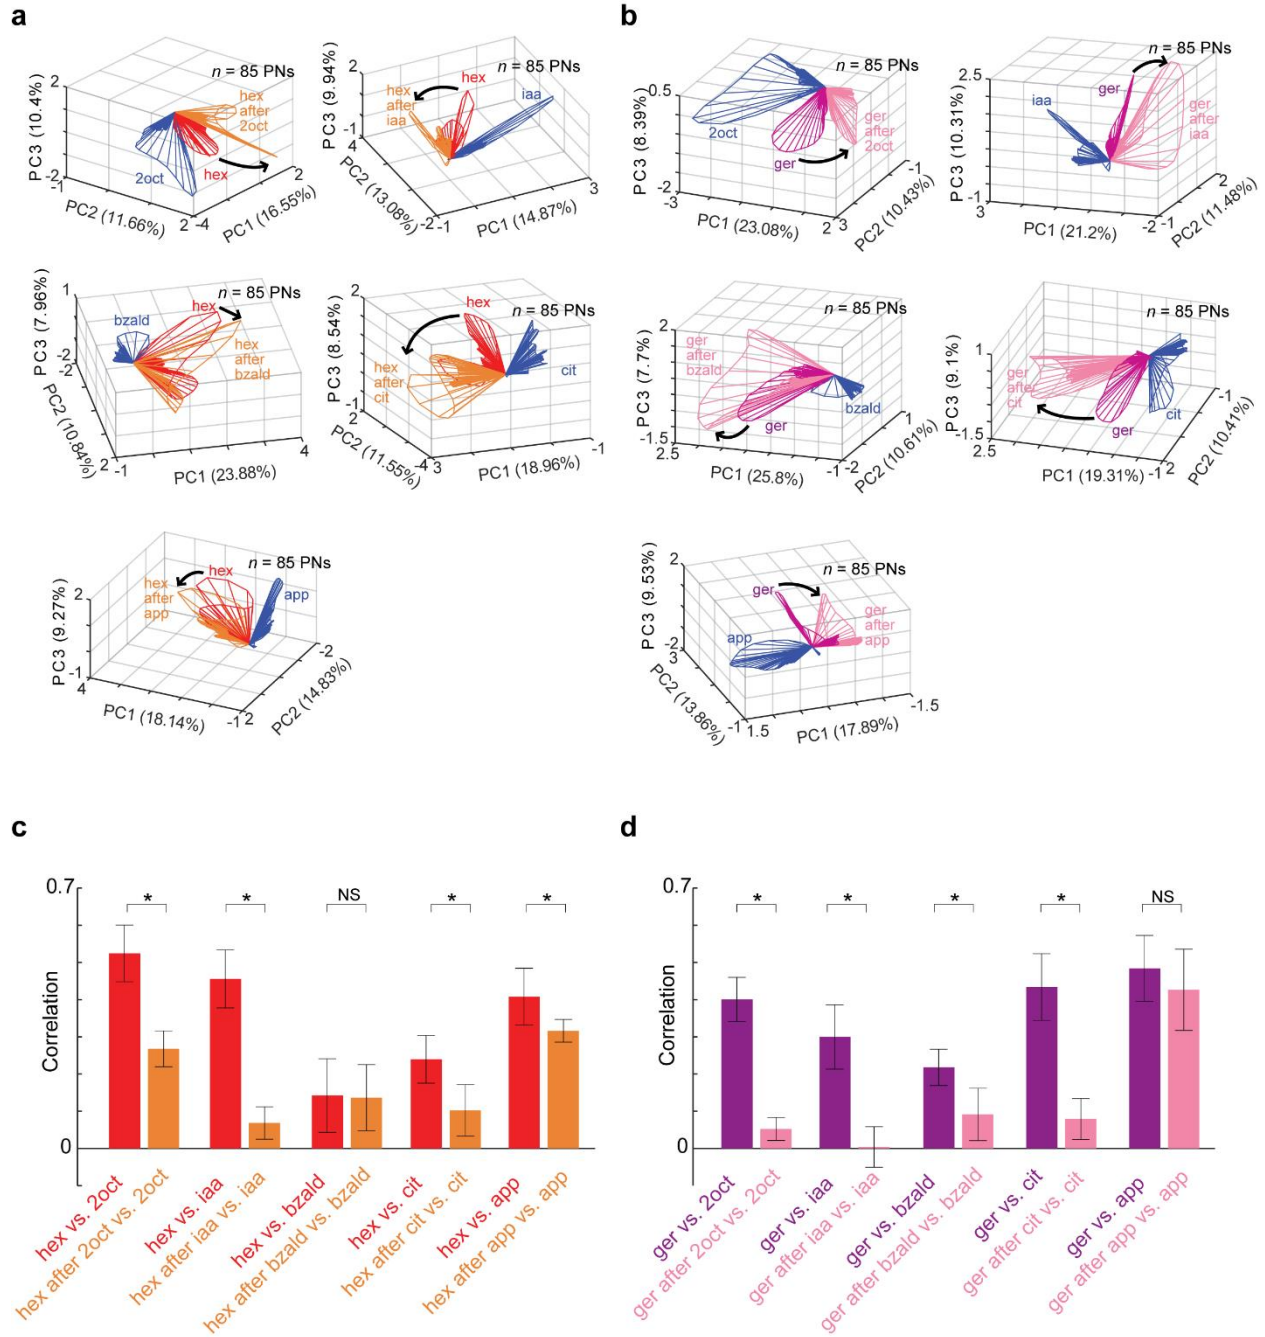 a
2
n = 85 PNs
hex
after
2oct
2oct
hex
PC3 (10.4%)
-2
-1
PC2 (11.66%)
2 -4
PC1 (16.55%)
2
2
n = 85 PNs
hex
hex
after
iaa
iaa
PC3 (9.94%)
-1
4
PC2 (13.08%)
-2 -1
PC1 (14.87%)
3
1
n = 85 PNs
hex
bzald
hex
after
bzald
PC3 (7.96%)
-2
2
PC2 (10.84%)
2 -1
PC1 (23.88%)
4
2
n = 85 PNs
hex
hex
after
cit
cit
PC3 (8.54%)
-1
2
PC2 (11.55%)
-4 3
PC1 (18.96%)
-1
n = 85 PNs
hex
hex
after
app
app
2
PC3 (9.27%)
-1
4
PC1 (18.14%)
-1 2
PC2 (14.83%)
-2
b
0.5
n = 85 PNs
2oct
ger
ger
after
2oct
PC3 (8.39%)
-2
-3
PC1 (23.08%)
2 3
PC2 (10.43%)
-1
2.5
n = 85 PNs
ger
iaa
ger
after
iaa
PC3 (10.31%)
-1
3
PC1 (21.2%)
-2 -1
PC2 (11.48%)
2
2
n = 85 PNs
ger
after
bzald
ger
bzald
PC3 (7.7%)
-1.5
2.5
PC1 (25.8%)
-1 -2
PC2 (10.61%)
1
n = 85 PNs
1
ger
after
cit
ger
cit
PC3 (9.1%)
-1.5
2.5
PC1 (19.31%)
-1 2
PC2 (10.41%)
-1
2
n = 85 PNs
ger
ger
after
app
app
PC3 (9.53%)
-2
3
PC2 (13.86%)
-1 1.5
PC1 (17.89%)
-1.5
c
0.7
Correlation
0
*
*
NS
*
*
hex vs. 2oct
hex after 2oct vs. 2oct
hex vs. iaa
hex after iaa vs. iaa
hex vs. bzald
hex after bzald vs. bzald
hex vs. cit
hex after cit vs. cit
hex vs. app
hex after app vs. app
d
0.7
Correlation
0
*
*
*
*
NS
ger vs. 2oct
ger after 2oct vs. 2oct
ger vs. iaa
ger after iaa vs. iaa
ger vs. bzald
ger after bzald vs. bzald
ger vs. cit
ger after cit vs. cit
ger vs. app
ger after app vs. app